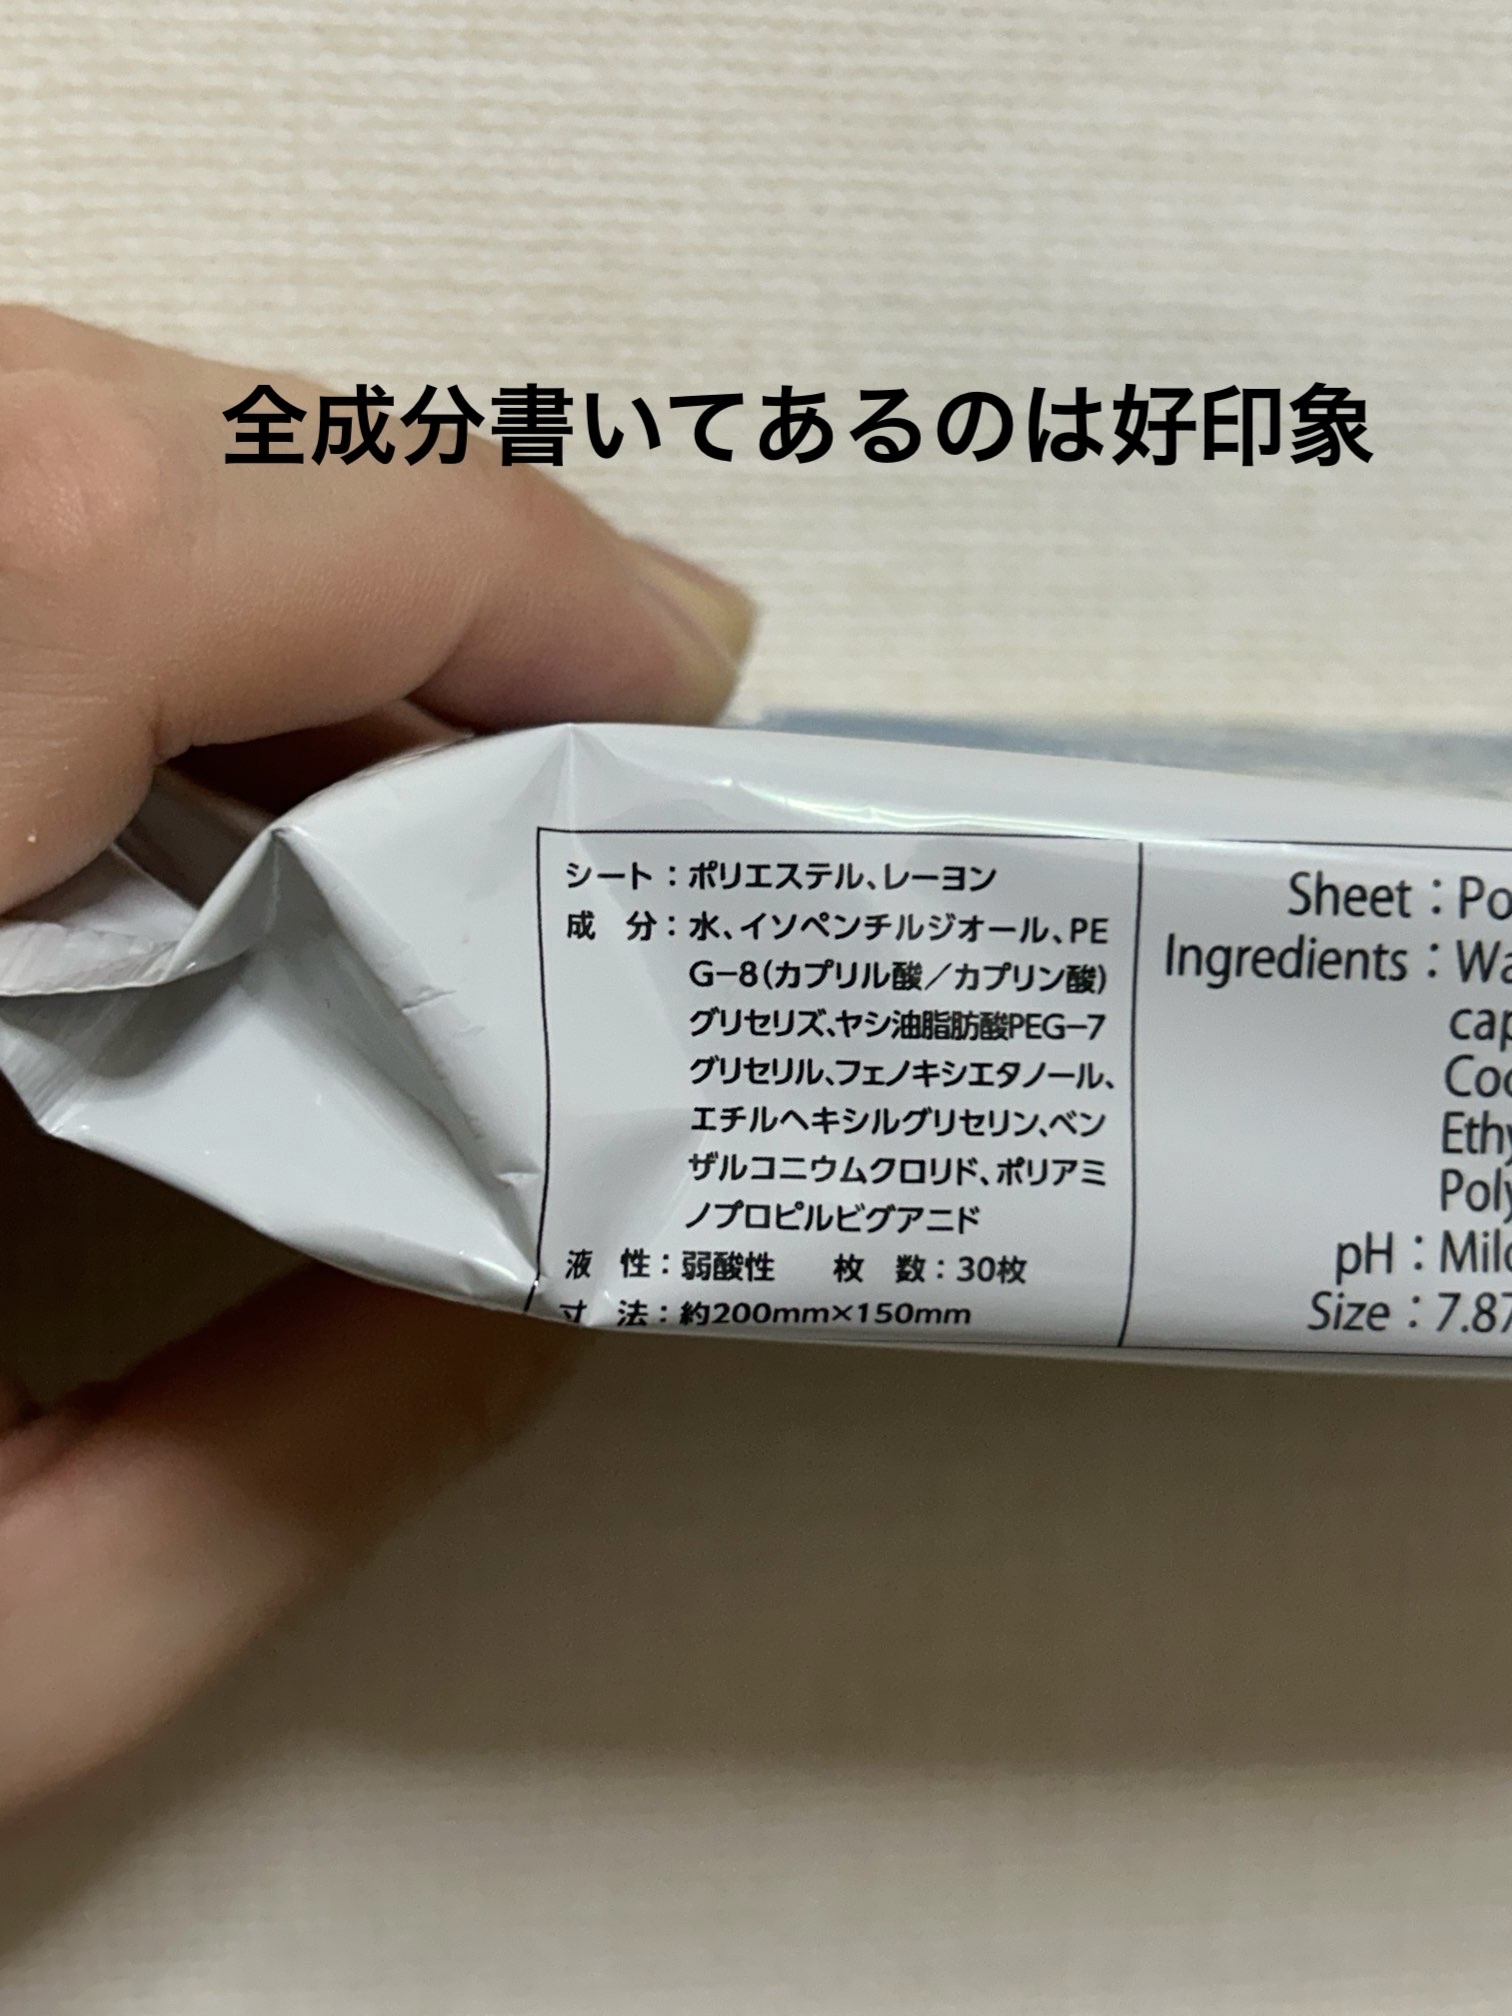 全成分書いてあるのは好印象
シート：ポリエステル、レーヨン
成　分：水、イソペンチルジオール、PE
G−8(カプリル酸／カプリン酸)
グリセリズ、ヤシ油脂肪酸PEG−7
グリセリル、フェノキシエタノール、
エチルヘキシルグリセリン、ベン
ザルコニウムクロリド、ポリアミ
ノプロピルビグアニド
液　性：弱酸性　枚　数：30枚
寸　法：約200mm×150mm
Sheet：Po
Ingredients：Wa
cap
Coc
Ethy
Poly
pH：Mild
Size：7.87